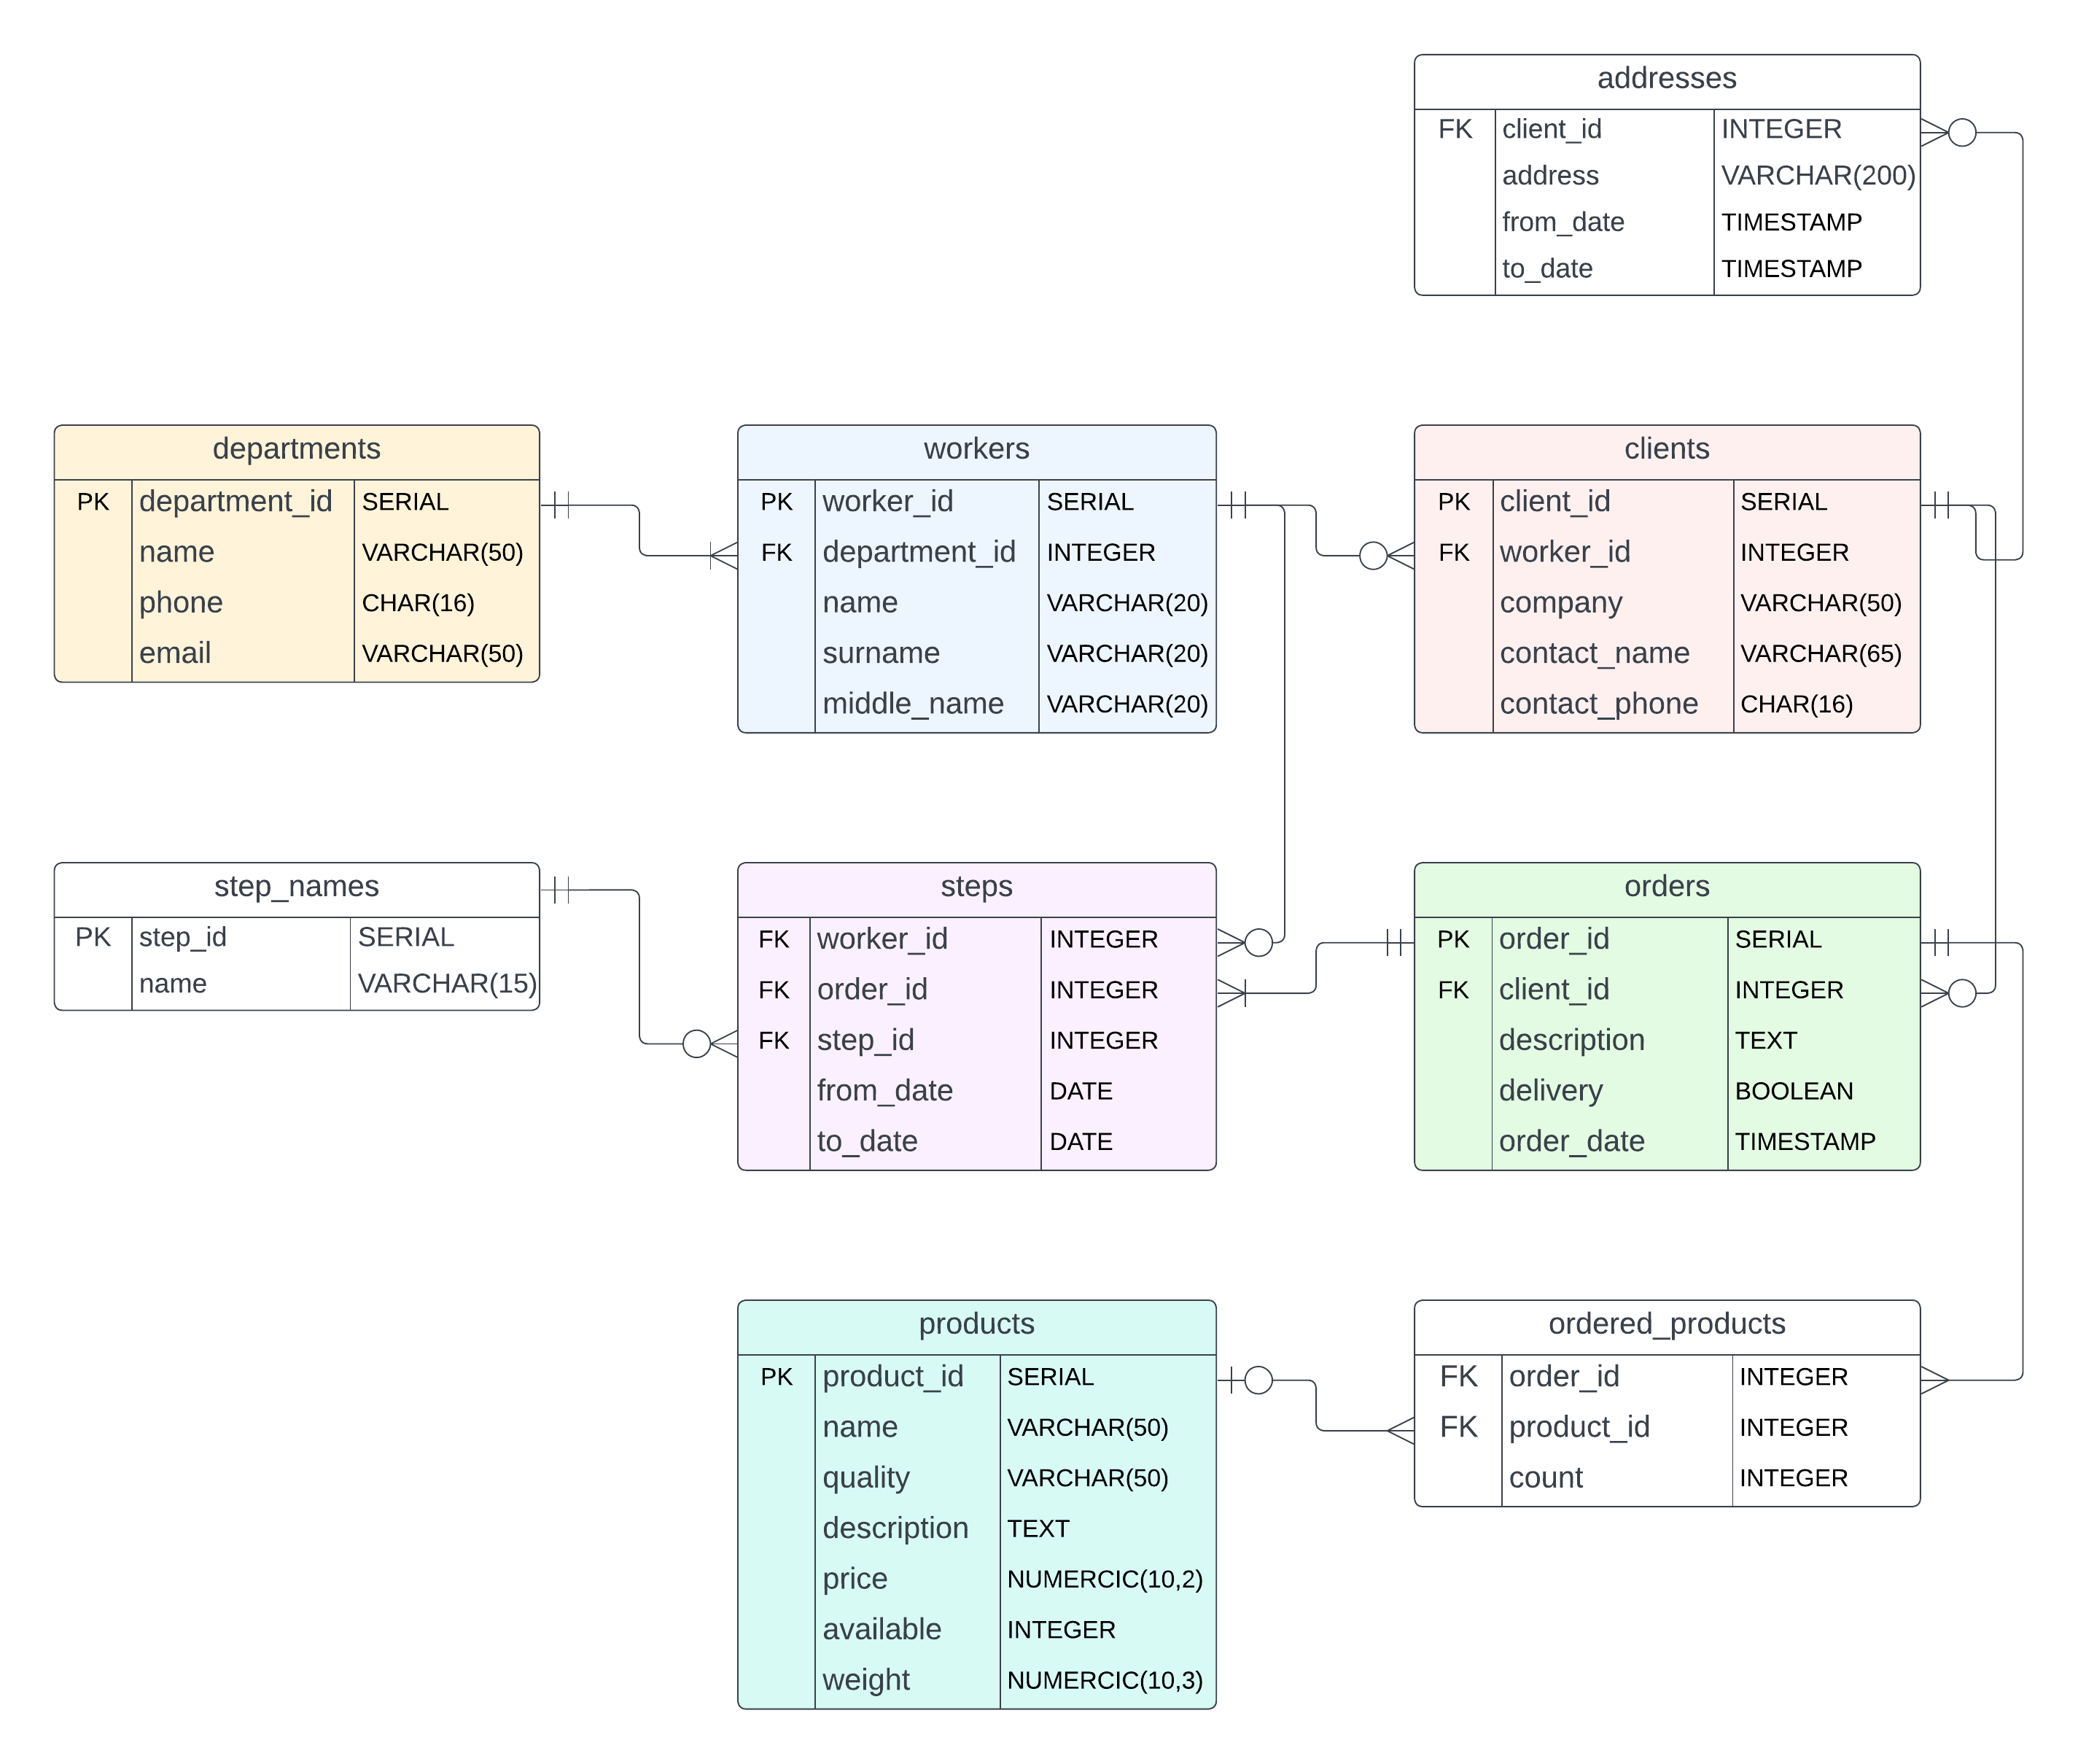 addresses
FK client_id INTEGER
address VARCHAR(200)
from_date TIMESTAMP
to_date TIMESTAMP
departments
PK department_id SERIAL
name VARCHAR(50)
phone CHAR(16)
email VARCHAR(50)
workers
PK worker_id SERIAL
FK department_id INTEGER
name VARCHAR(20)
surname VARCHAR(20)
middle_name VARCHAR(20)
clients
PK client_id SERIAL
FK worker_id INTEGER
company VARCHAR(50)
contact_name VARCHAR(65)
contact_phone CHAR(16)
step_names
PK step_id SERIAL
name VARCHAR(15)
steps
FK worker_id INTEGER
FK order_id INTEGER
FK step_id INTEGER
from_date DATE
to_date DATE
orders
PK order_id SERIAL
FK client_id INTEGER
description TEXT
delivery BOOLEAN
order_date TIMESTAMP
products
PK product_id SERIAL
name VARCHAR(50)
quality VARCHAR(50)
description TEXT
price NUMERCIC(10,2)
available INTEGER
weight NUMERCIC(10,3)
ordered_products
FK order_id INTEGER
FK product_id INTEGER
count INTEGER